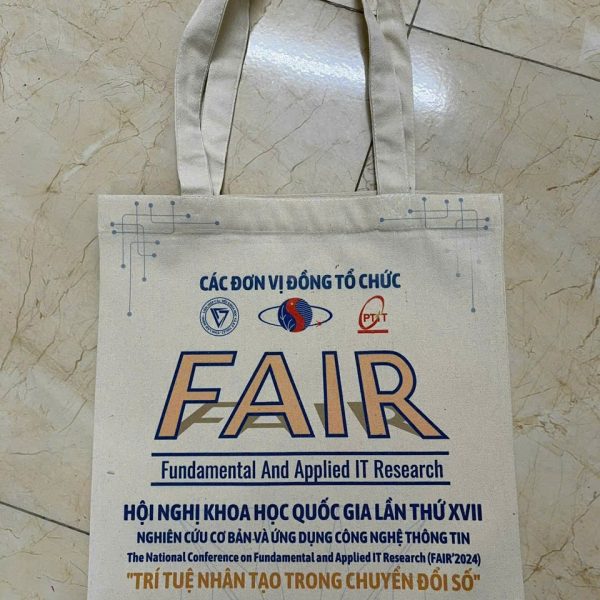 CÁC ĐƠN VỊ ĐỒNG TỔ CHỨC
PTIT
FAIR
Fundamental And Applied IT Research
HỘI NGHỊ KHOA HỌC QUỐC GIA LẦN THỨ XVII
NGHIÊN CỨU CƠ BẢN VÀ ỨNG DỤNG CÔNG NGHỆ THÔNG TIN
The National Conference on Fundamental and Applied IT Research (FAIR'2024)
"TRÍ TUỆ NHÂN TẠO TRONG CHUYỂN ĐỔI SỐ"